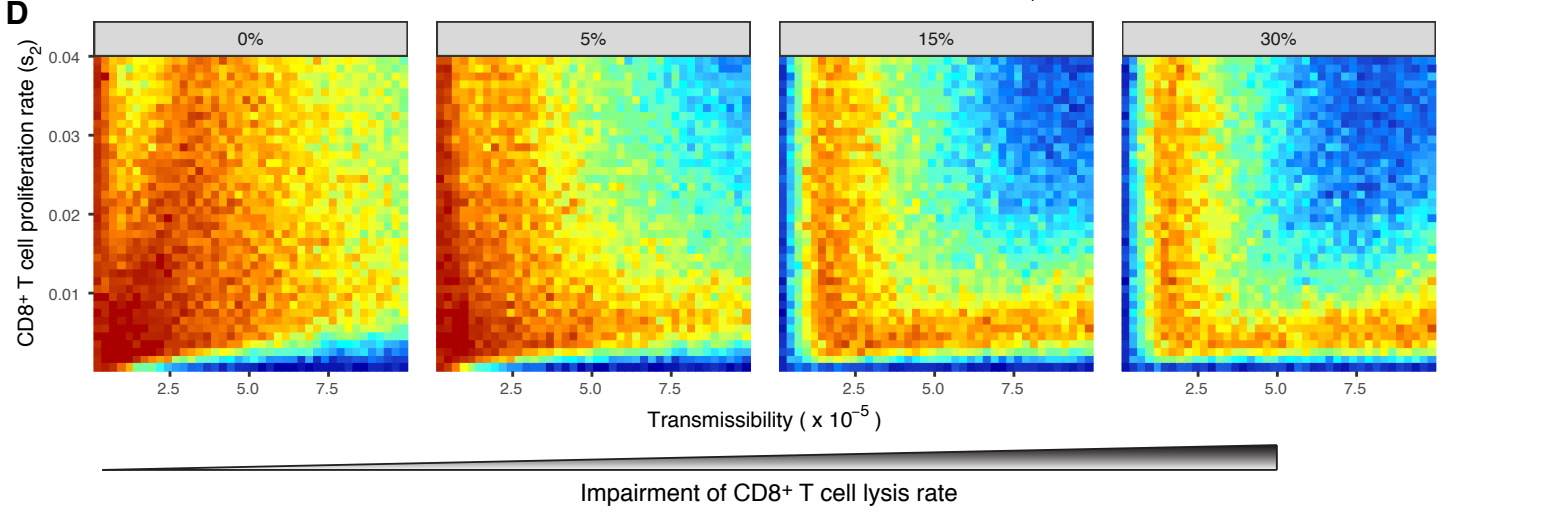 D
0% 5% 15% 30%
CD8+ T cell proliferation rate (s2)
0.04
0.03
0.02
0.01
2.5 5.0 7.5 2.5 5.0 7.5 2.5 5.0 7.5 2.5 5.0 7.5
Transmissibility ( x 10−5 )
Impairment of CD8+ T cell lysis rate